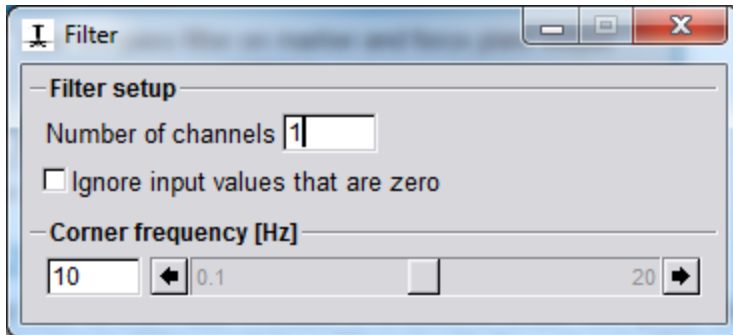 Filter
Filter setup
Number of channels 1
Ignore input values that are zero
Corner frequency [Hz]
10 0.1 20